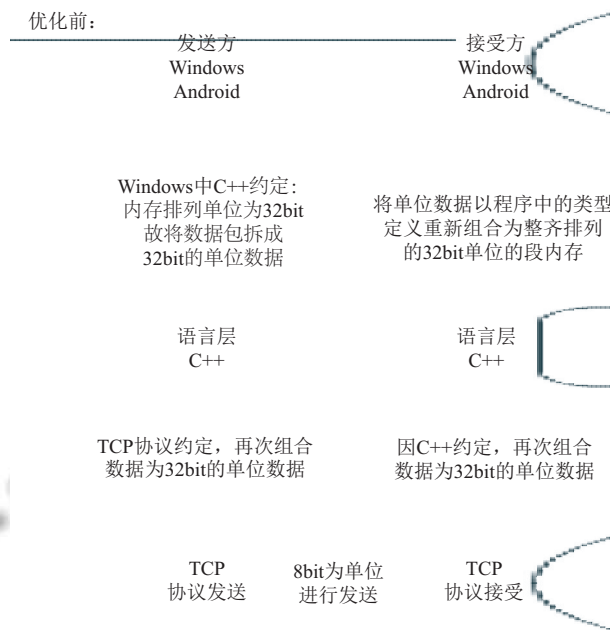 优化前：
发送方
Windows
Android
接受方
Windows
Android
Windows中C++约定：
内存排列单位为32bit
故将数据包拆成
32bit的单位数据
将单位数据以程序中的类型
定义重新组合为整齐排列
的32bit单位的段内存
语言层
C++
语言层
C++
TCP协议约定，再次组合
数据为32bit的单位数据
因C++约定，再次组合
数据为32bit的单位数据
TCP
协议发送
8bit为单位
进行发送
TCP
协议接受